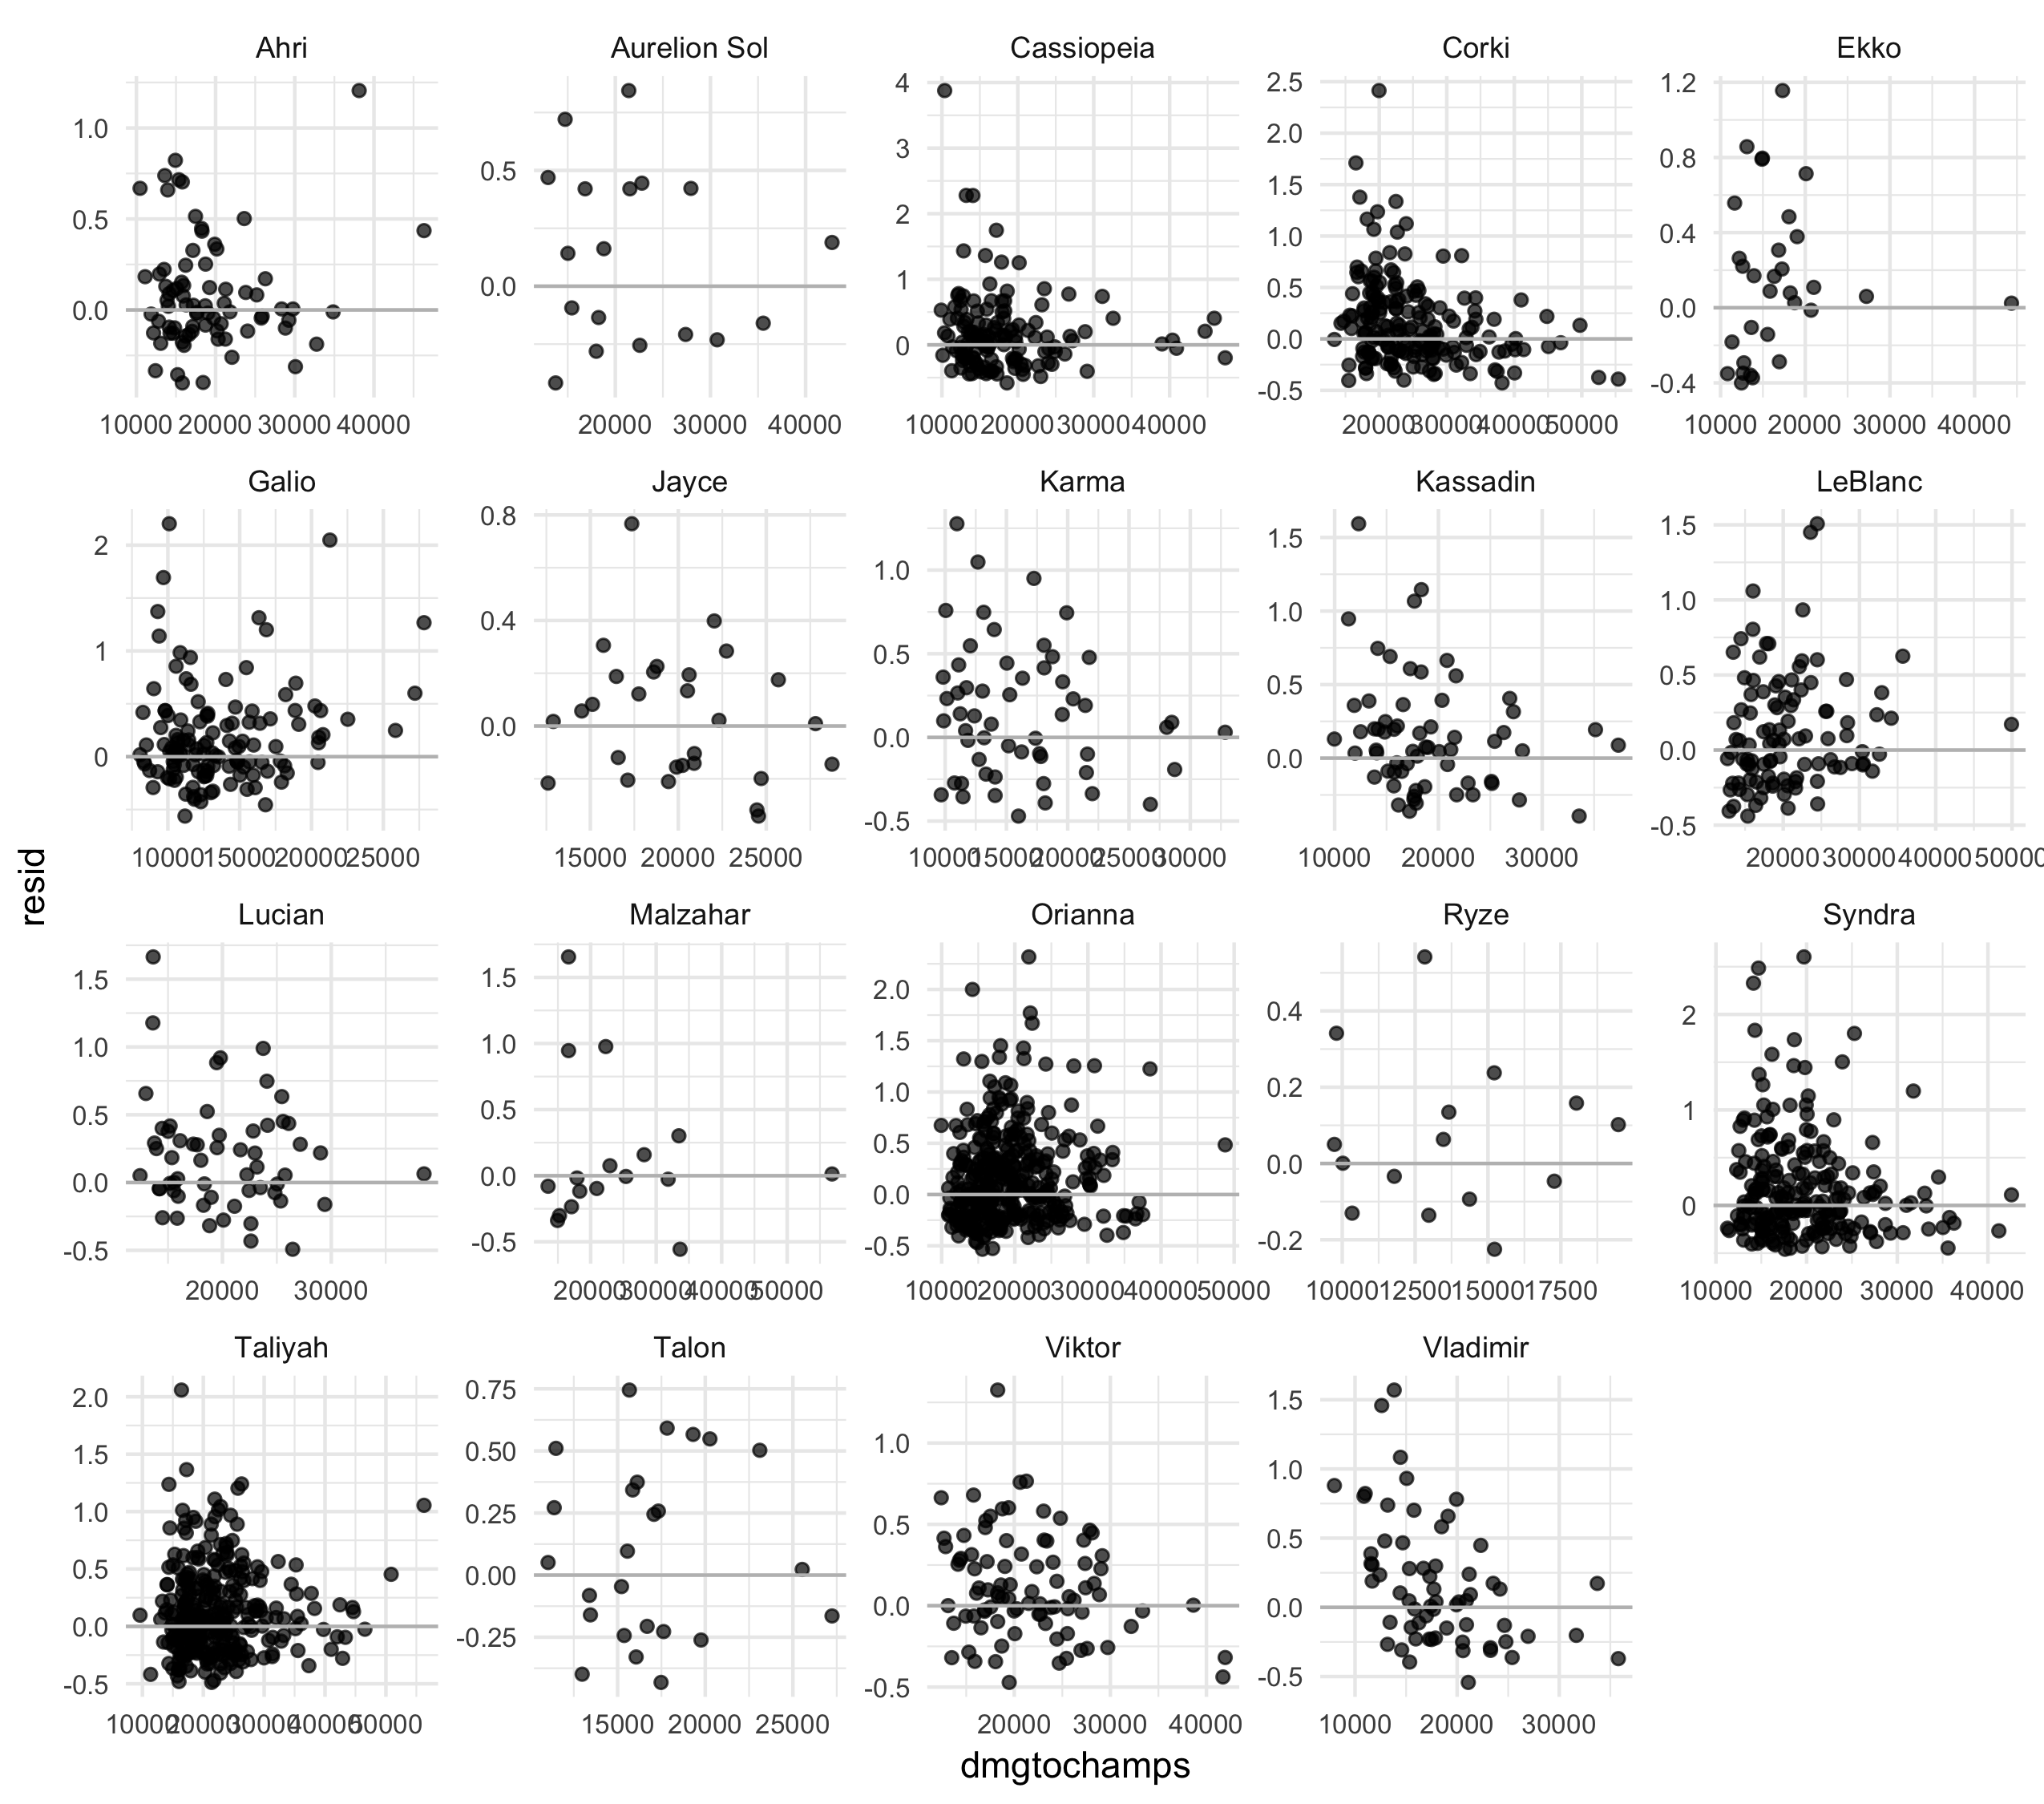 Ahri
1.0
0.5
0.0
10000 20000 30000 40000
Aurelion Sol
0.5
0.0
20000 30000 40000
Cassiopeia
4
3
2
1
0
10000 20000 30000 40000
Corki
2.5
2.0
1.5
1.0
0.5
0.0
-0.5
20000 30000 40000 50000
Ekko
1.2
0.8
0.4
0.0
-0.4
10000 20000 30000 40000
Galio
2
1
0
10000 15000 20000 25000
Jayce
0.8
0.4
0.0
15000 20000 25000
Karma
1.0
0.5
0.0
-0.5
10000 15000 20000 25000 30000
Kassadin
1.5
1.0
0.5
0.0
10000 20000 30000
LeBlanc
1.5
1.0
0.5
0.0
-0.5
20000 30000 40000 50000
resid
Lucian
1.5
1.0
0.5
0.0
-0.5
20000 30000
Malzahar
1.5
1.0
0.5
0.0
-0.5
20000 30000 40000 50000
Orianna
2.0
1.5
1.0
0.5
0.0
-0.5
10000 20000 30000 40000 50000
Ryze
0.4
0.2
0.0
-0.2
10000 12500 15000 17500
Syndra
2
1
0
10000 20000 30000 40000
Taliyah
2.0
1.5
1.0
0.5
0.0
-0.5
10000 20000 30000 40000 50000
Talon
0.75
0.50
0.25
0.00
-0.25
15000 20000 25000
Viktor
1.0
0.5
0.0
-0.5
20000 30000 40000
Vladimir
1.5
1.0
0.5
0.0
-0.5
10000 20000 30000
dmgtochamps